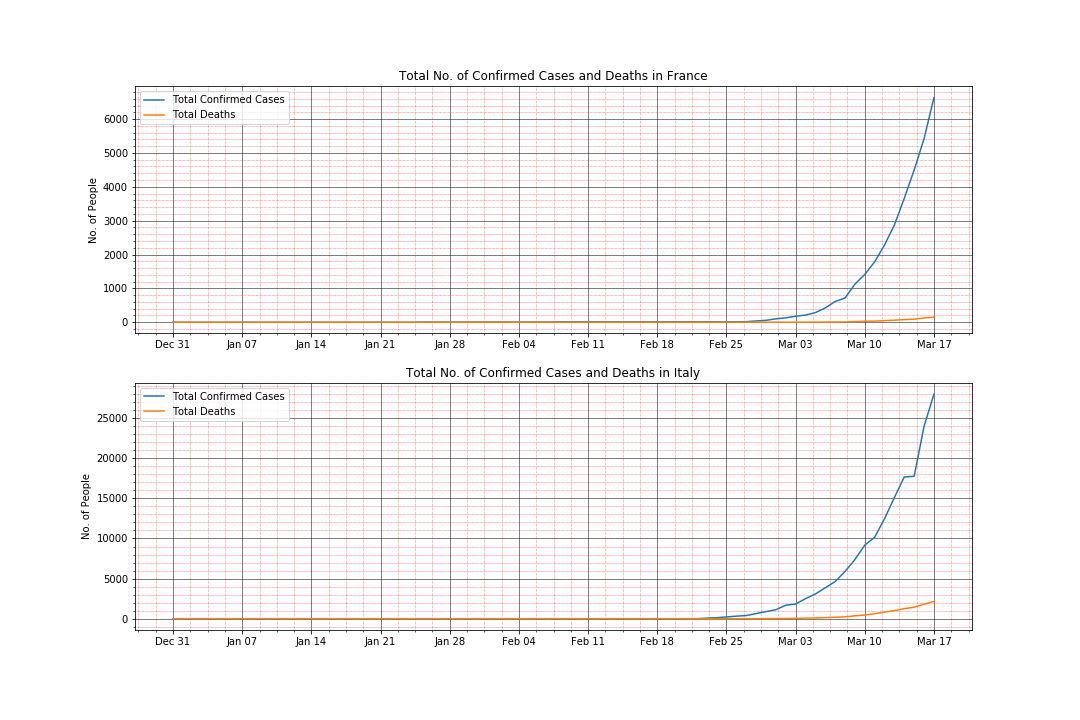 Total No. of Confirmed Cases and Deaths in France
Total Confirmed Cases
Total Deaths
No. of People
6000
5000
4000
3000
2000
1000
0
Dec 31 Jan 07 Jan 14 Jan 21 Jan 28 Feb 04 Feb 11 Feb 18 Feb 25 Mar 03 Mar 10 Mar 17
Total No. of Confirmed Cases and Deaths in Italy
Total Confirmed Cases
Total Deaths
No. of People
25000
20000
15000
10000
5000
0
Dec 31 Jan 07 Jan 14 Jan 21 Jan 28 Feb 04 Feb 11 Feb 18 Feb 25 Mar 03 Mar 10 Mar 17